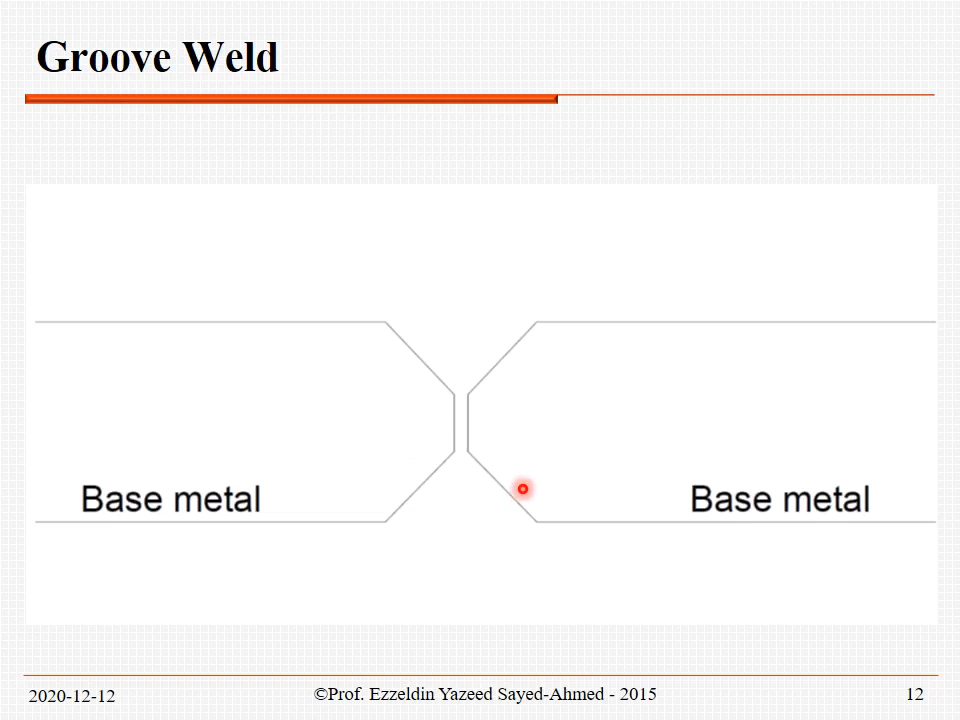 Groove Weld
Base metal
Base metal
2020-12-12
©Prof. Ezzeldin Yazeed Sayed-Ahmed - 2015
12